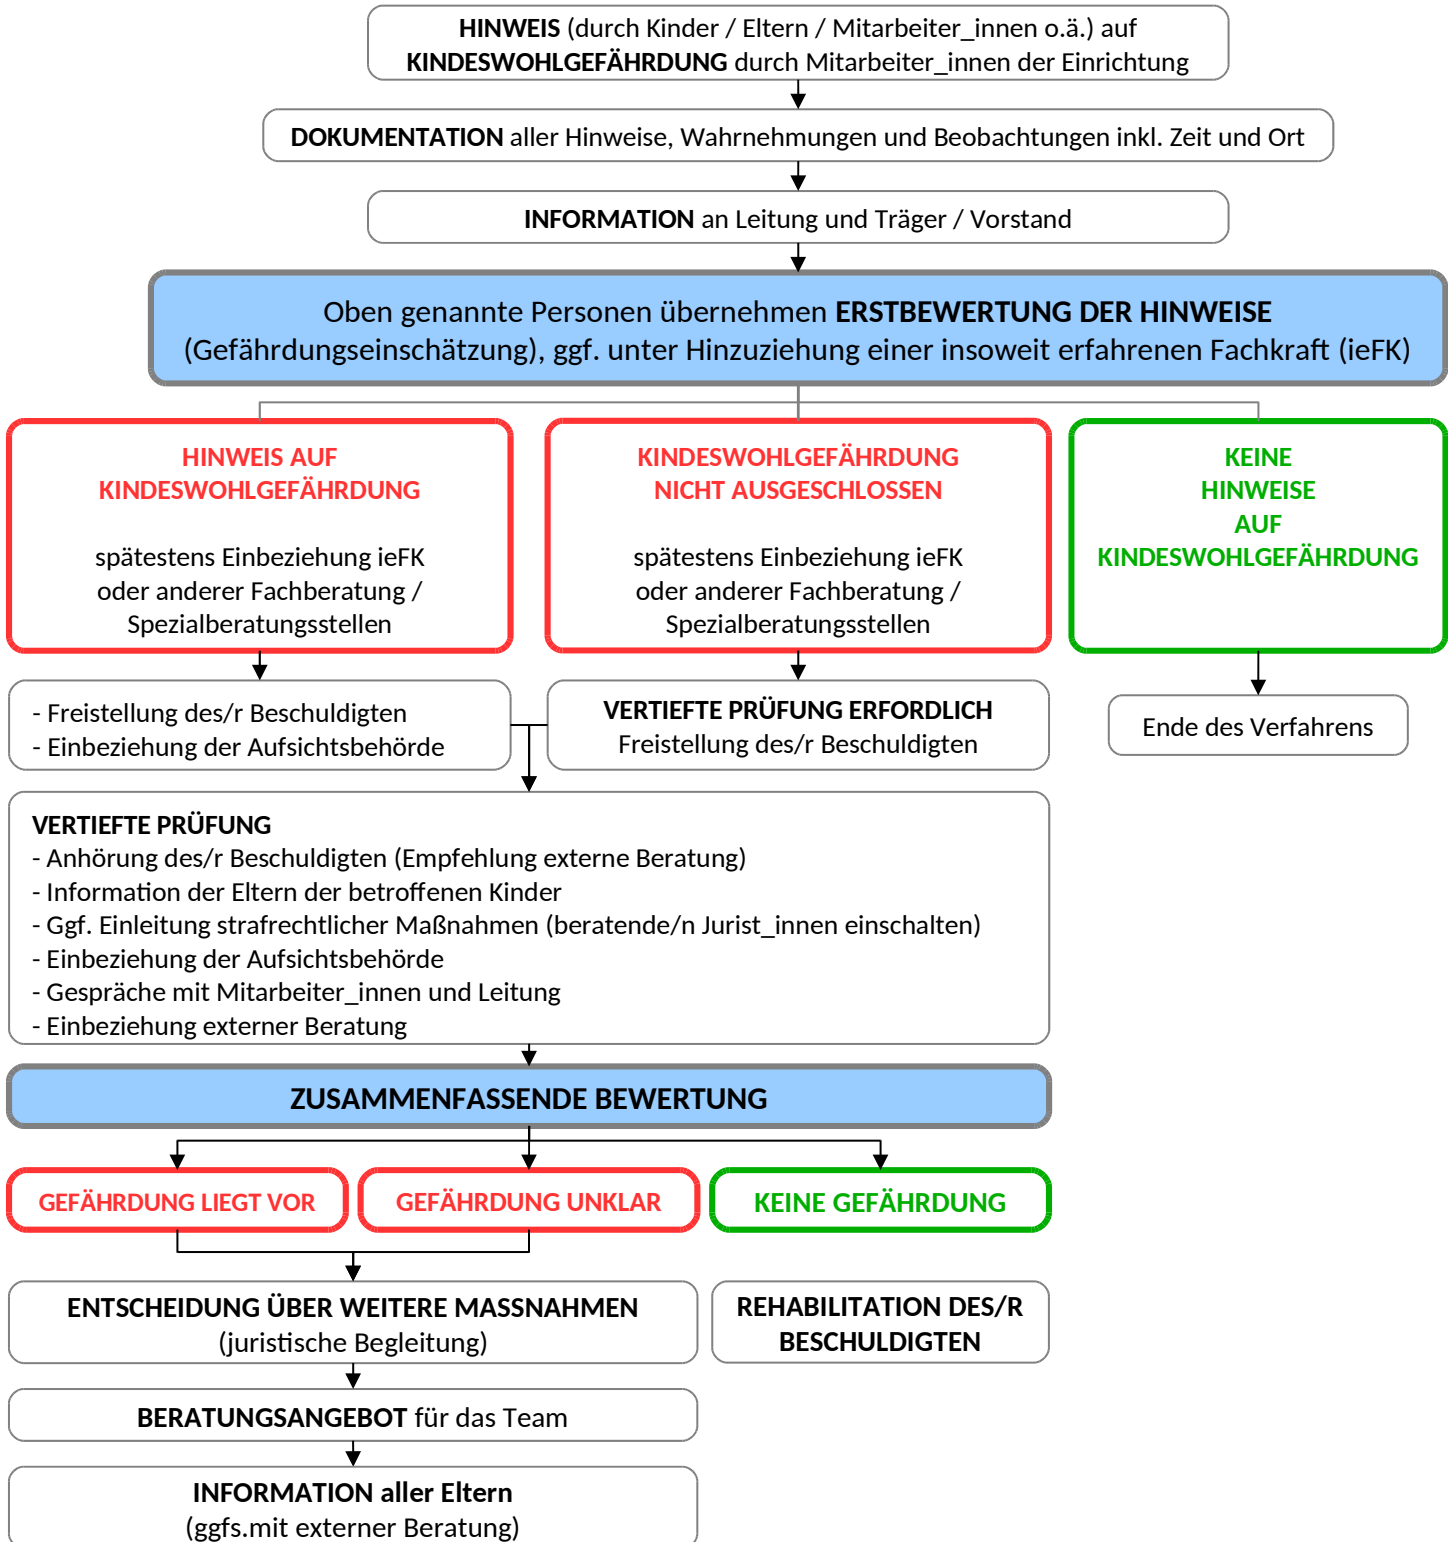 HINWEIS (durch Kinder / Eltern / Mitarbeiter_innen o.ä.) auf
KINDESWOHLGEFÄHRDUNG durch Mitarbeiter_innen der Einrichtung
DOKUMENTATION aller Hinweise, Wahrnehmungen und Beobachtungen inkl. Zeit und Ort
INFORMATION an Leitung und Träger / Vorstand
Oben genannte Personen übernehmen ERSTBEWERTUNG DER HINWEISE
(Gefährdungseinschätzung), ggf. unter Hinzuziehung einer insoweit erfahrenen Fachkraft (ieFK)
HINWEIS AUF
KINDESWOHLGEFÄHRDUNG
spätestens Einbeziehung ieFK
oder anderer Fachberatung /
Spezialberatungsstellen
KINDESWOHLGEFÄHRDUNG
NICHT AUSGESCHLOSSEN
spätestens Einbeziehung ieFK
oder anderer Fachberatung /
Spezialberatungsstellen
KEINE
HINWEISE
AUF
KINDESWOHLGEFÄHRDUNG
- Freistellung des/r Beschuldigten
- Einbeziehung der Aufsichtsbehörde
VERTIEFTE PRÜFUNG ERFORDLICH
Freistellung des/r Beschuldigten
Ende des Verfahrens
VERTIEFTE PRÜFUNG
- Anhörung des/r Beschuldigten (Empfehlung externe Beratung)
- Information der Eltern der betroffenen Kinder
- Ggf. Einleitung strafrechtlicher Maßnahmen (beratende/n Jurist_innen einschalten)
- Einbeziehung der Aufsichtsbehörde
- Gespräche mit Mitarbeiter_innen und Leitung
- Einbeziehung externer Beratung
ZUSAMMENFASSENDE BEWERTUNG
GEFÄHRDUNG LIEGT VOR
GEFÄHRDUNG UNKLAR
KEINE GEFÄHRDUNG
ENTSCHEIDUNG ÜBER WEITERE MASSNAHMEN
(juristische Begleitung)
REHABILITATION DES/R
BESCHULDIGTEN
BERATUNGSANGEBOT für das Team
INFORMATION aller Eltern
(ggfs.mit externer Beratung)